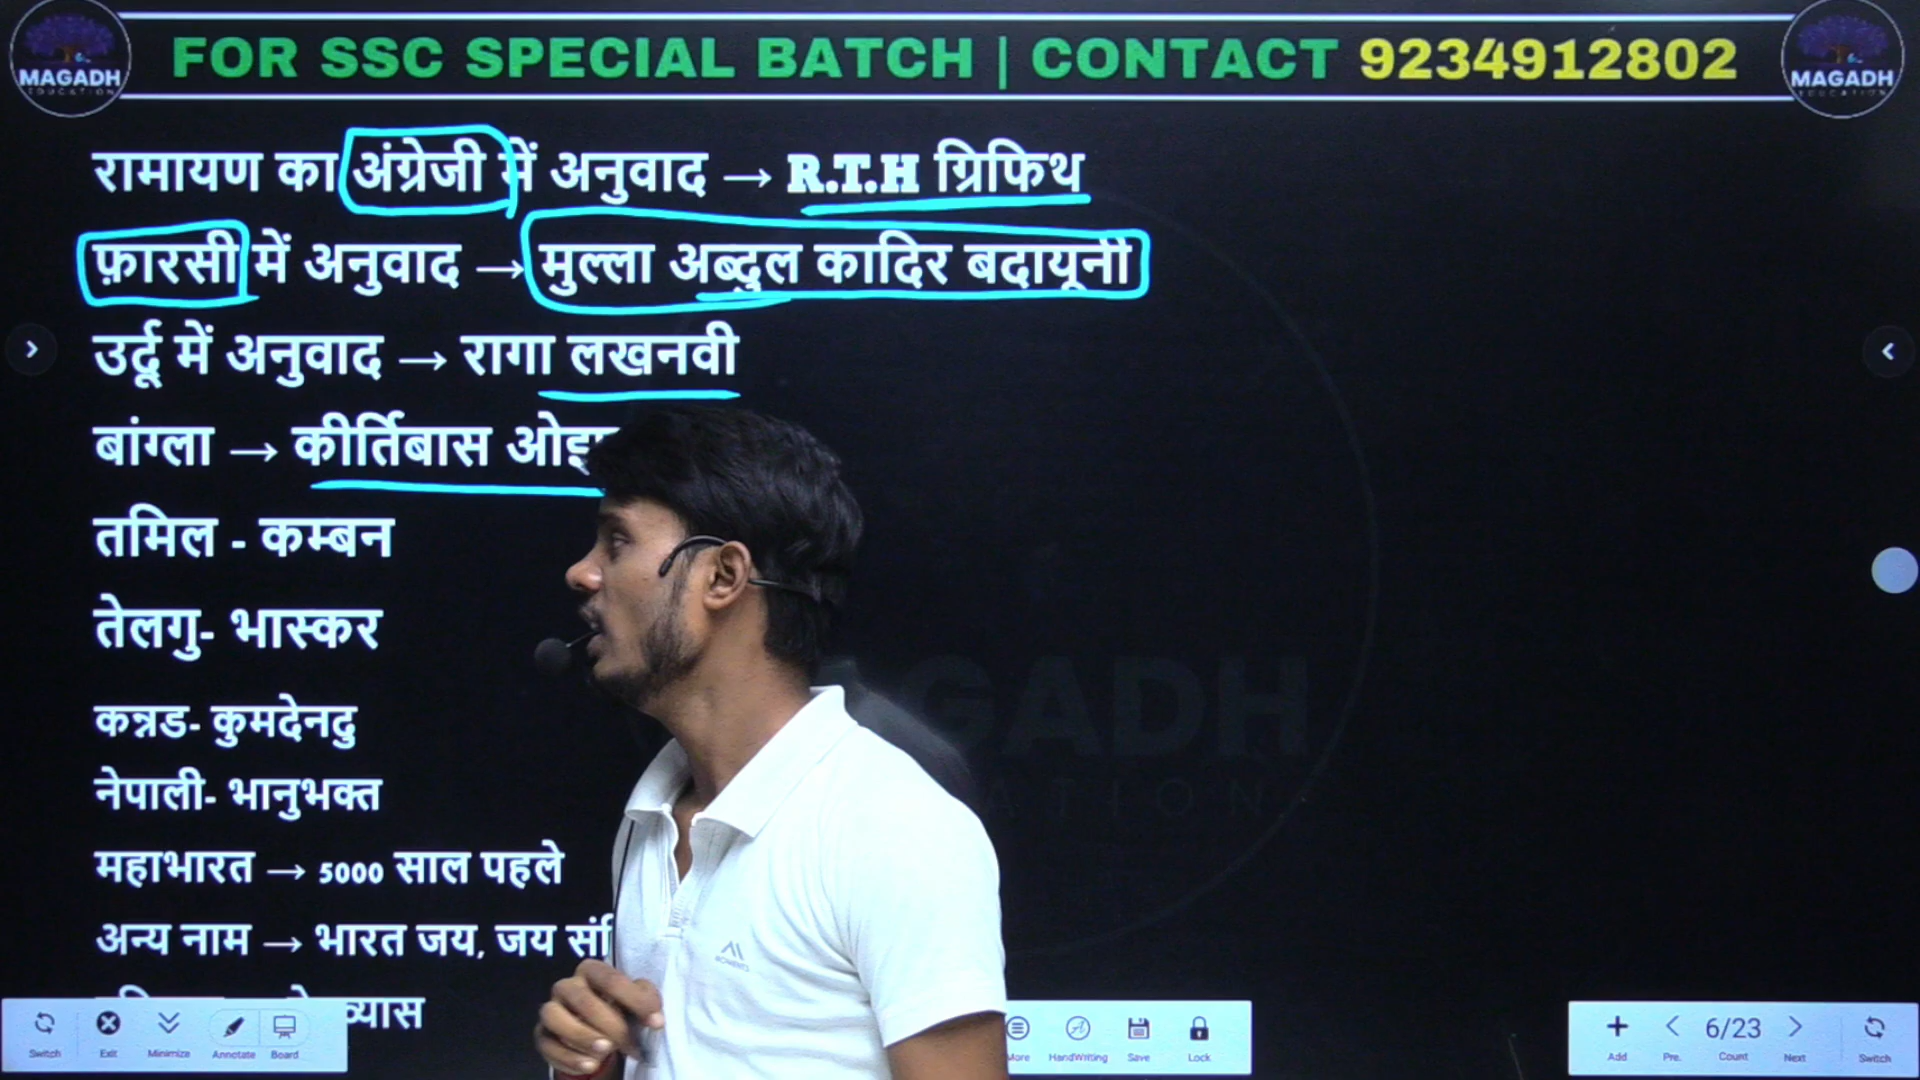 FOR SSC SPECIAL BATCH | CONTACT 9234912802
MAGADH
EDUCATION
MAGADH
EDUCATION
रामायण का अंग्रेजी में अनुवाद → R.T.H ग्रिफिथ
फ़ारसी में अनुवाद → मुल्ला अब्दुल कादिर बदायूनी
उर्दू में अनुवाद → रागा लखनवी
बांग्ला → कीर्तिबास
तमिल - कम्बन
तेलगु- भास्कर
कन्नड- कुमदेनदु
नेपाली- भानुभक्त
महाभारत → 5000 साल पहले
अन्य नाम → भारत जय, जय
व्यास
Switch
Exit
Minimize
Annotate
Board
More
HandWriting
Save
Lock
Add
Pre.
6/23
Count
Next
Switch